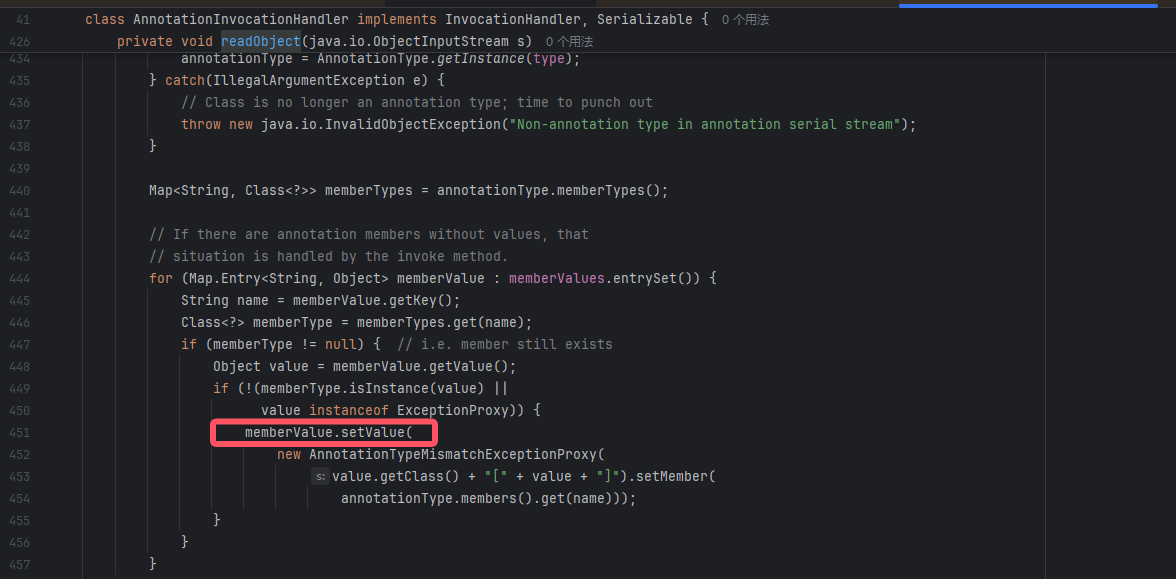 41 class AnnotationInvocationHandler implements InvocationHandler, Serializable { 0 个用法
426 private void readObject(java.io.ObjectInputStream s) 0 个用法
434 annotationType = AnnotationType.getInstance(type);
435 } catch(IllegalArgumentException e) {
436 // Class is no longer an annotation type; time to punch out
437 throw new java.io.InvalidObjectException("Non-annotation type in annotation serial stream");
438 }
439
440 Map<String, Class<?>> memberTypes = annotationType.memberTypes();
441
442 // If there are annotation members without values, that
443 // situation is handled by the invoke method.
444 for (Map.Entry<String, Object> memberValue : memberValues.entrySet()) {
445 String name = memberValue.getKey();
446 Class<?> memberType = memberTypes.get(name);
447 if (memberType != null) { // i.e. member still exists
448 Object value = memberValue.getValue();
449 if (!(memberType.isInstance(value) ||
450 value instanceof ExceptionProxy)) {
451 memberValue.setValue(
452 new AnnotationTypeMismatchExceptionProxy(
453 s: value.getClass() + "[" + value + "]").setMember(
454 annotationType.members().get(name)));
455 }
456 }
457 }